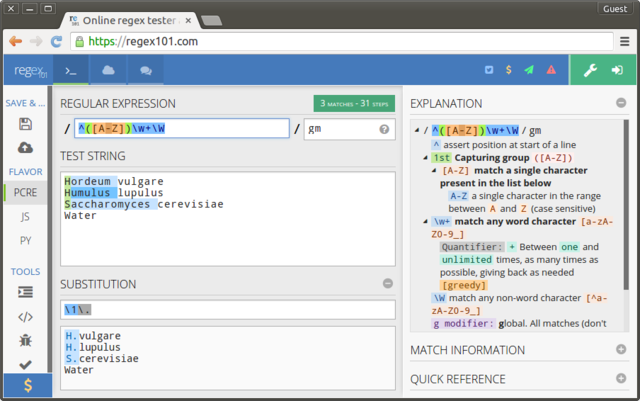 Guest
Online regex tester
https://regex101.com
regex101
SAVE & ...
FLAVOR
PCRE
JS
PY
TOOLS
$
REGULAR EXPRESSION
3 MATCHES - 31 STEPS
/ ^([A-Z])\w+\W / gm
TEST STRING
Hordeum vulgare
Humulus lupulus
Saccharomyces cerevisiae
Water
SUBSTITUTION
\1\.
H.vulgare
H.lupulus
S.cerevisiae
Water
$
EXPLANATION
/ ^([A-Z])\w+\W / gm
^ assert position at start of a line
1st Capturing group ([A-Z])
[A-Z] match a single character
present in the list below
A-Z a single character in the range
between A and Z (case sensitive)
\w+ match any word character [a-zA-
Z0-9_]
Quantifier: + Between one and
unlimited times, as many times as
possible, giving back as needed
[greedy]
\W match any non-word character [^a-
zA-Z0-9_]
g modifier: global. All matches (don't
MATCH INFORMATION
QUICK REFERENCE